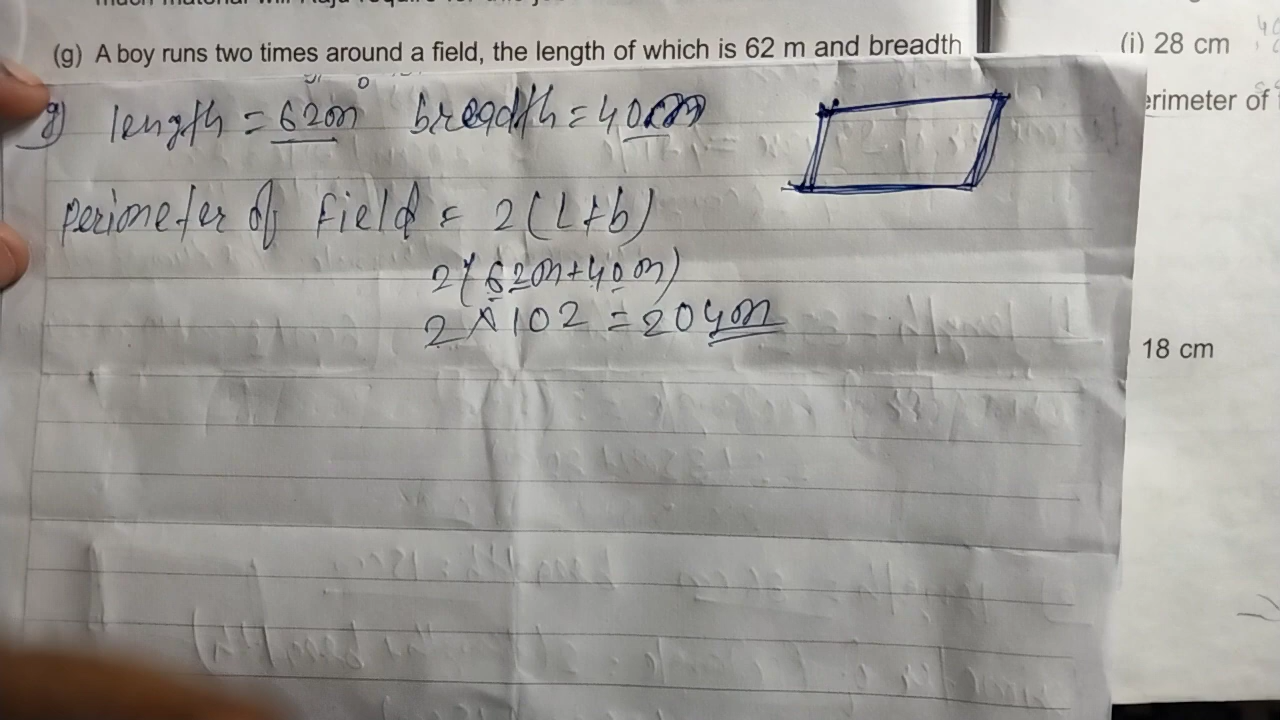 (g) A boy runs two times around a field, the length of which is 62 m and breadth
g) length = 62m breadth = 40m
Perimeter of field = 2(L+b)
2(62m+40m)
2×102 = 204m
(i) 28 cm
erimeter of
18 cm